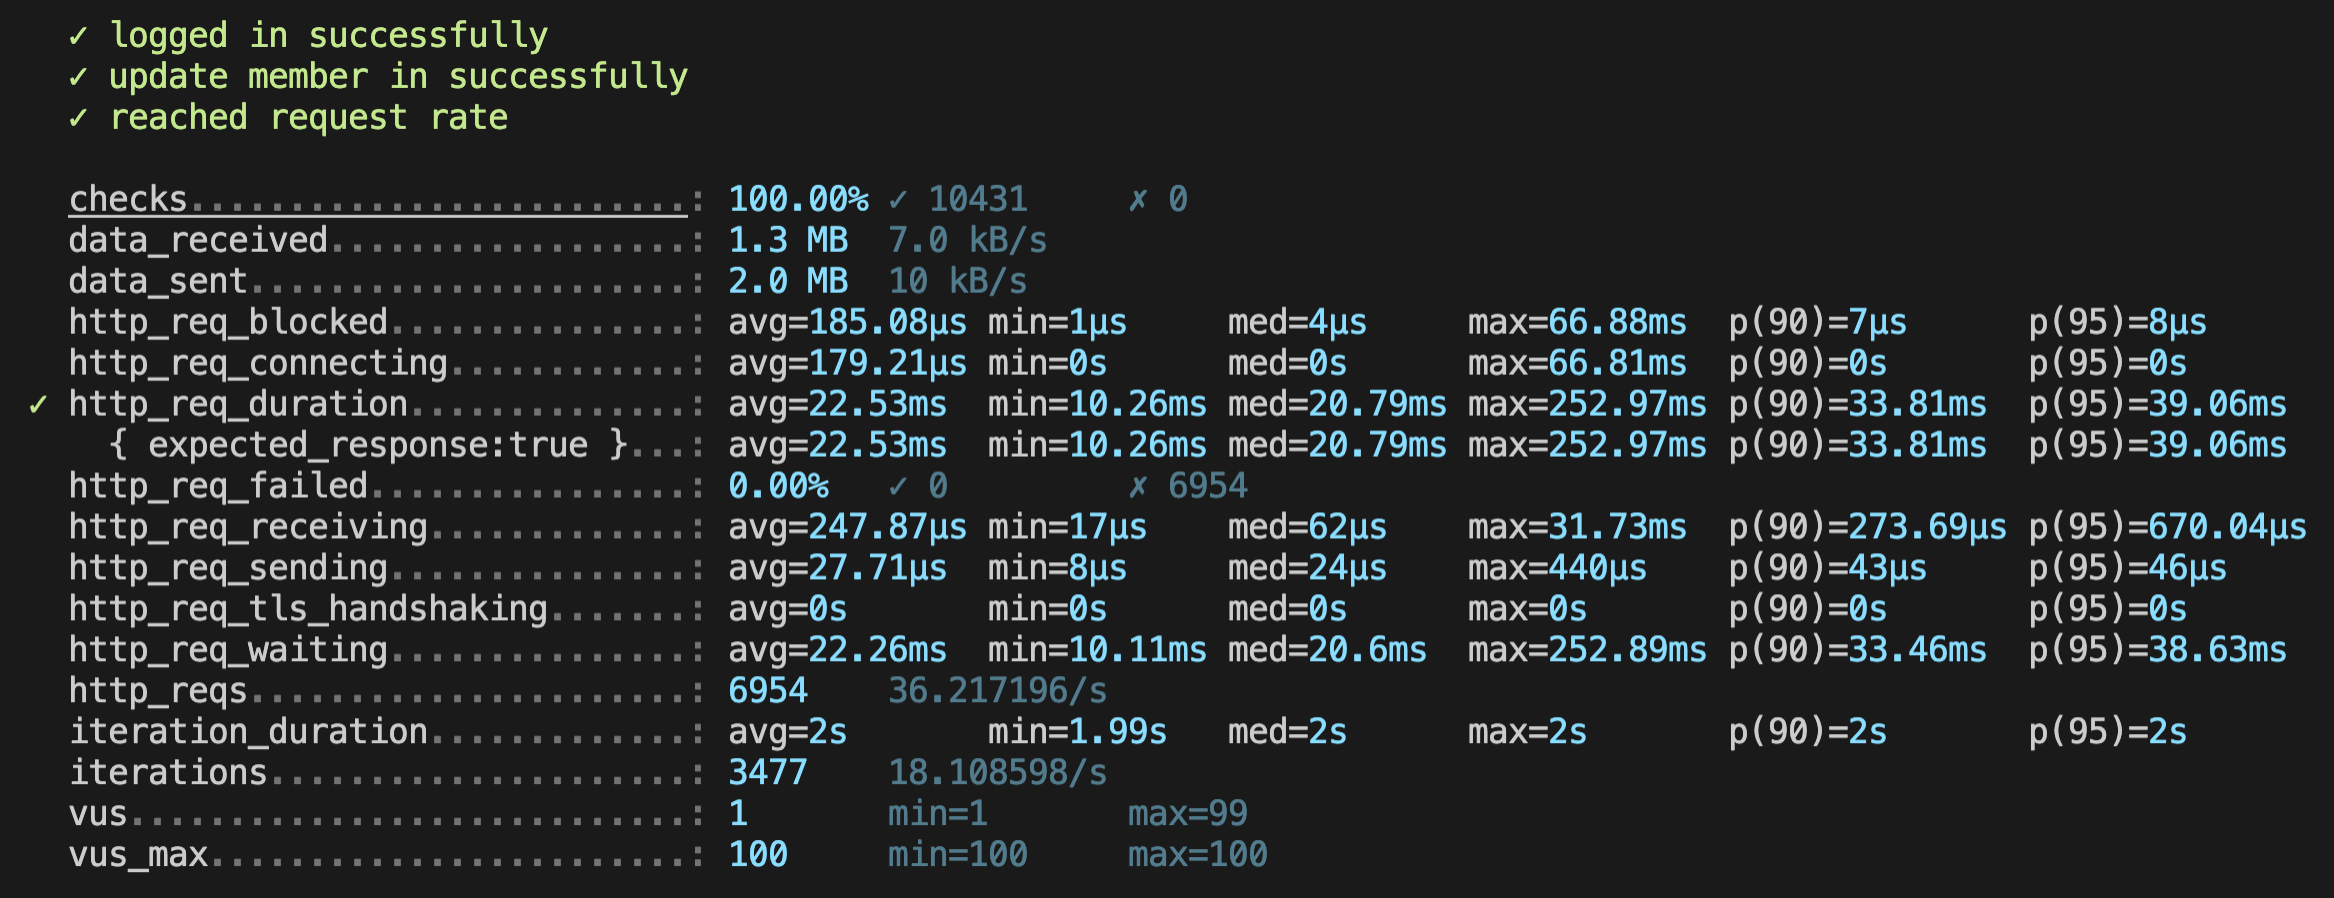 ✓ logged in successfully
✓ update member in successfully
✓ reached request rate
checks.........................: 100.00% ✓ 10431 ✗ 0
data_received..................: 1.3 MB 7.0 kB/s
data_sent......................: 2.0 MB 10 kB/s
http_req_blocked...............: avg=185.08µs min=1µs med=4µs max=66.88ms p(90)=7µs p(95)=8µs
http_req_connecting............: avg=179.21µs min=0s med=0s max=66.81ms p(90)=0s p(95)=0s
✓ http_req_duration..............: avg=22.53ms min=10.26ms med=20.79ms max=252.97ms p(90)=33.81ms p(95)=39.06ms
{ expected_response:true }...: avg=22.53ms min=10.26ms med=20.79ms max=252.97ms p(90)=33.81ms p(95)=39.06ms
http_req_failed................: 0.00% ✓ 0 ✗ 6954
http_req_receiving.............: avg=247.87µs min=17µs med=62µs max=31.73ms p(90)=273.69µs p(95)=670.04µs
http_req_sending...............: avg=27.71µs min=8µs med=24µs max=440µs p(90)=43µs p(95)=46µs
http_req_tls_handshaking.......: avg=0s min=0s med=0s max=0s p(90)=0s p(95)=0s
http_req_waiting...............: avg=22.26ms min=10.11ms med=20.6ms max=252.89ms p(90)=33.46ms p(95)=38.63ms
http_reqs......................: 6954 36.217196/s
iteration_duration.............: avg=2s min=1.99s med=2s max=2s p(90)=2s p(95)=2s
iterations.....................: 3477 18.108598/s
vus............................: 1 min=1 max=99
vus_max........................: 100 min=100 max=100